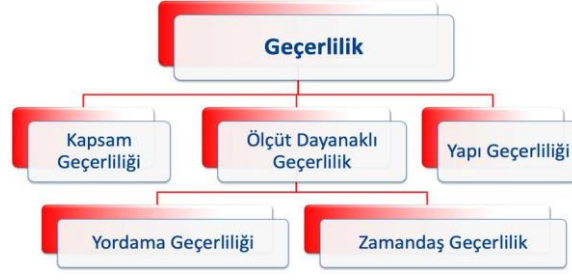 Geçerlilik
Kapsam
Geçerliliği
Ölçüt Dayanaklı
Geçerlilik
Yapı Geçerliliği
Yordama Geçerliliği
Zamandaş Geçerlilik